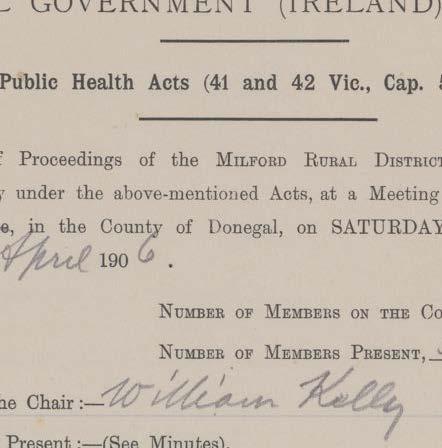 GOVERNMENT (IRELAND)
Public Health Acts (41 and 42 Vic., Cap.
Proceedings of the MILFORD RURAL DISTRICT
under the above-mentioned Acts, at a Meeting
in the County of Donegal, on SATURDAY
April 1906.
NUMBER OF MEMBERS ON THE Co
NUMBER OF MEMBERS PRESENT,
he Chair:—William Kelly
Present:—(See Minutes).